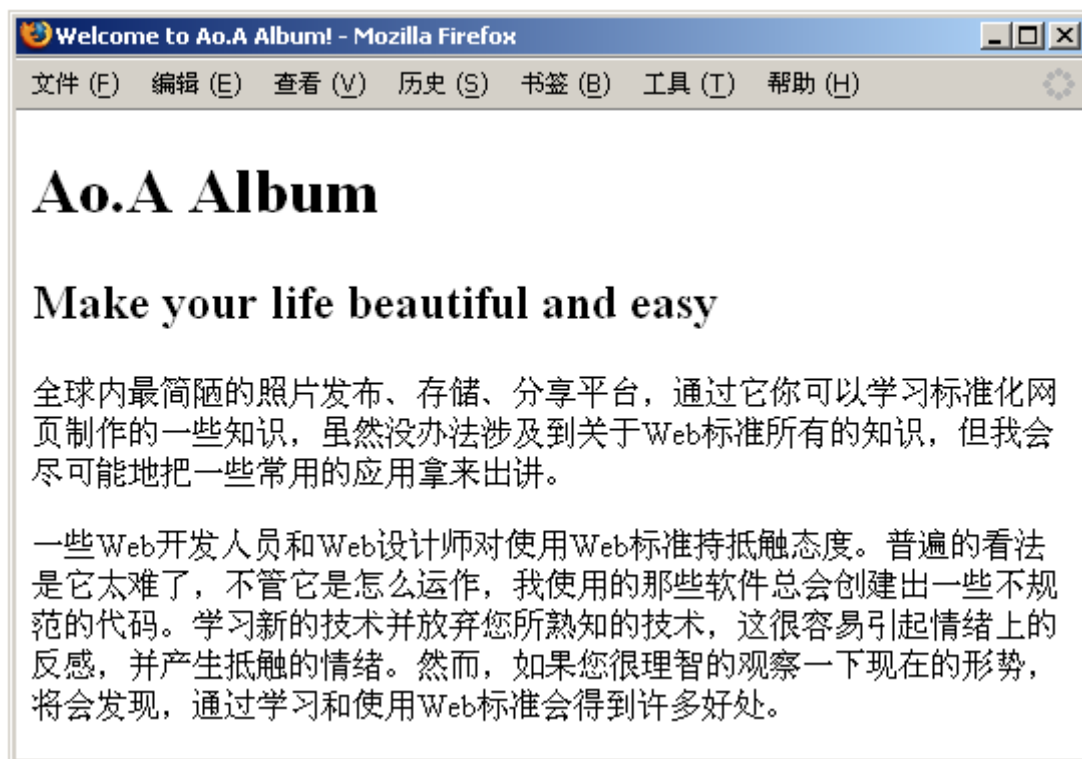 Welcome to Ao.A Album! - Mozilla Firefox
文件 (F) 编辑 (E) 查看 (V) 历史 (S) 书签 (B) 工具 (T) 帮助 (H)
Ao.A Album
Make your life beautiful and easy
全球内最简陋的照片发布、存储、分享平台，通过它你可以学习标准化网
页制作的一些知识，虽然没办法涉及到关于Web标准所有的知识，但我会
尽可能地把一些常用的应用拿来出讲。
一些Web开发人员和Web设计师对使用Web标准持抵触态度。普遍的看法
是它太难了，不管它是怎么运作，我使用的那些软件总会创建出一些不规
范的代码。学习新的技术并放弃您所熟知的技术，这很容易引起情绪上的
反感，并产生抵触的情绪。然而，如果您很理智的观察一下现在的形势，
将会发现，通过学习和使用Web标准会得到许多好处。